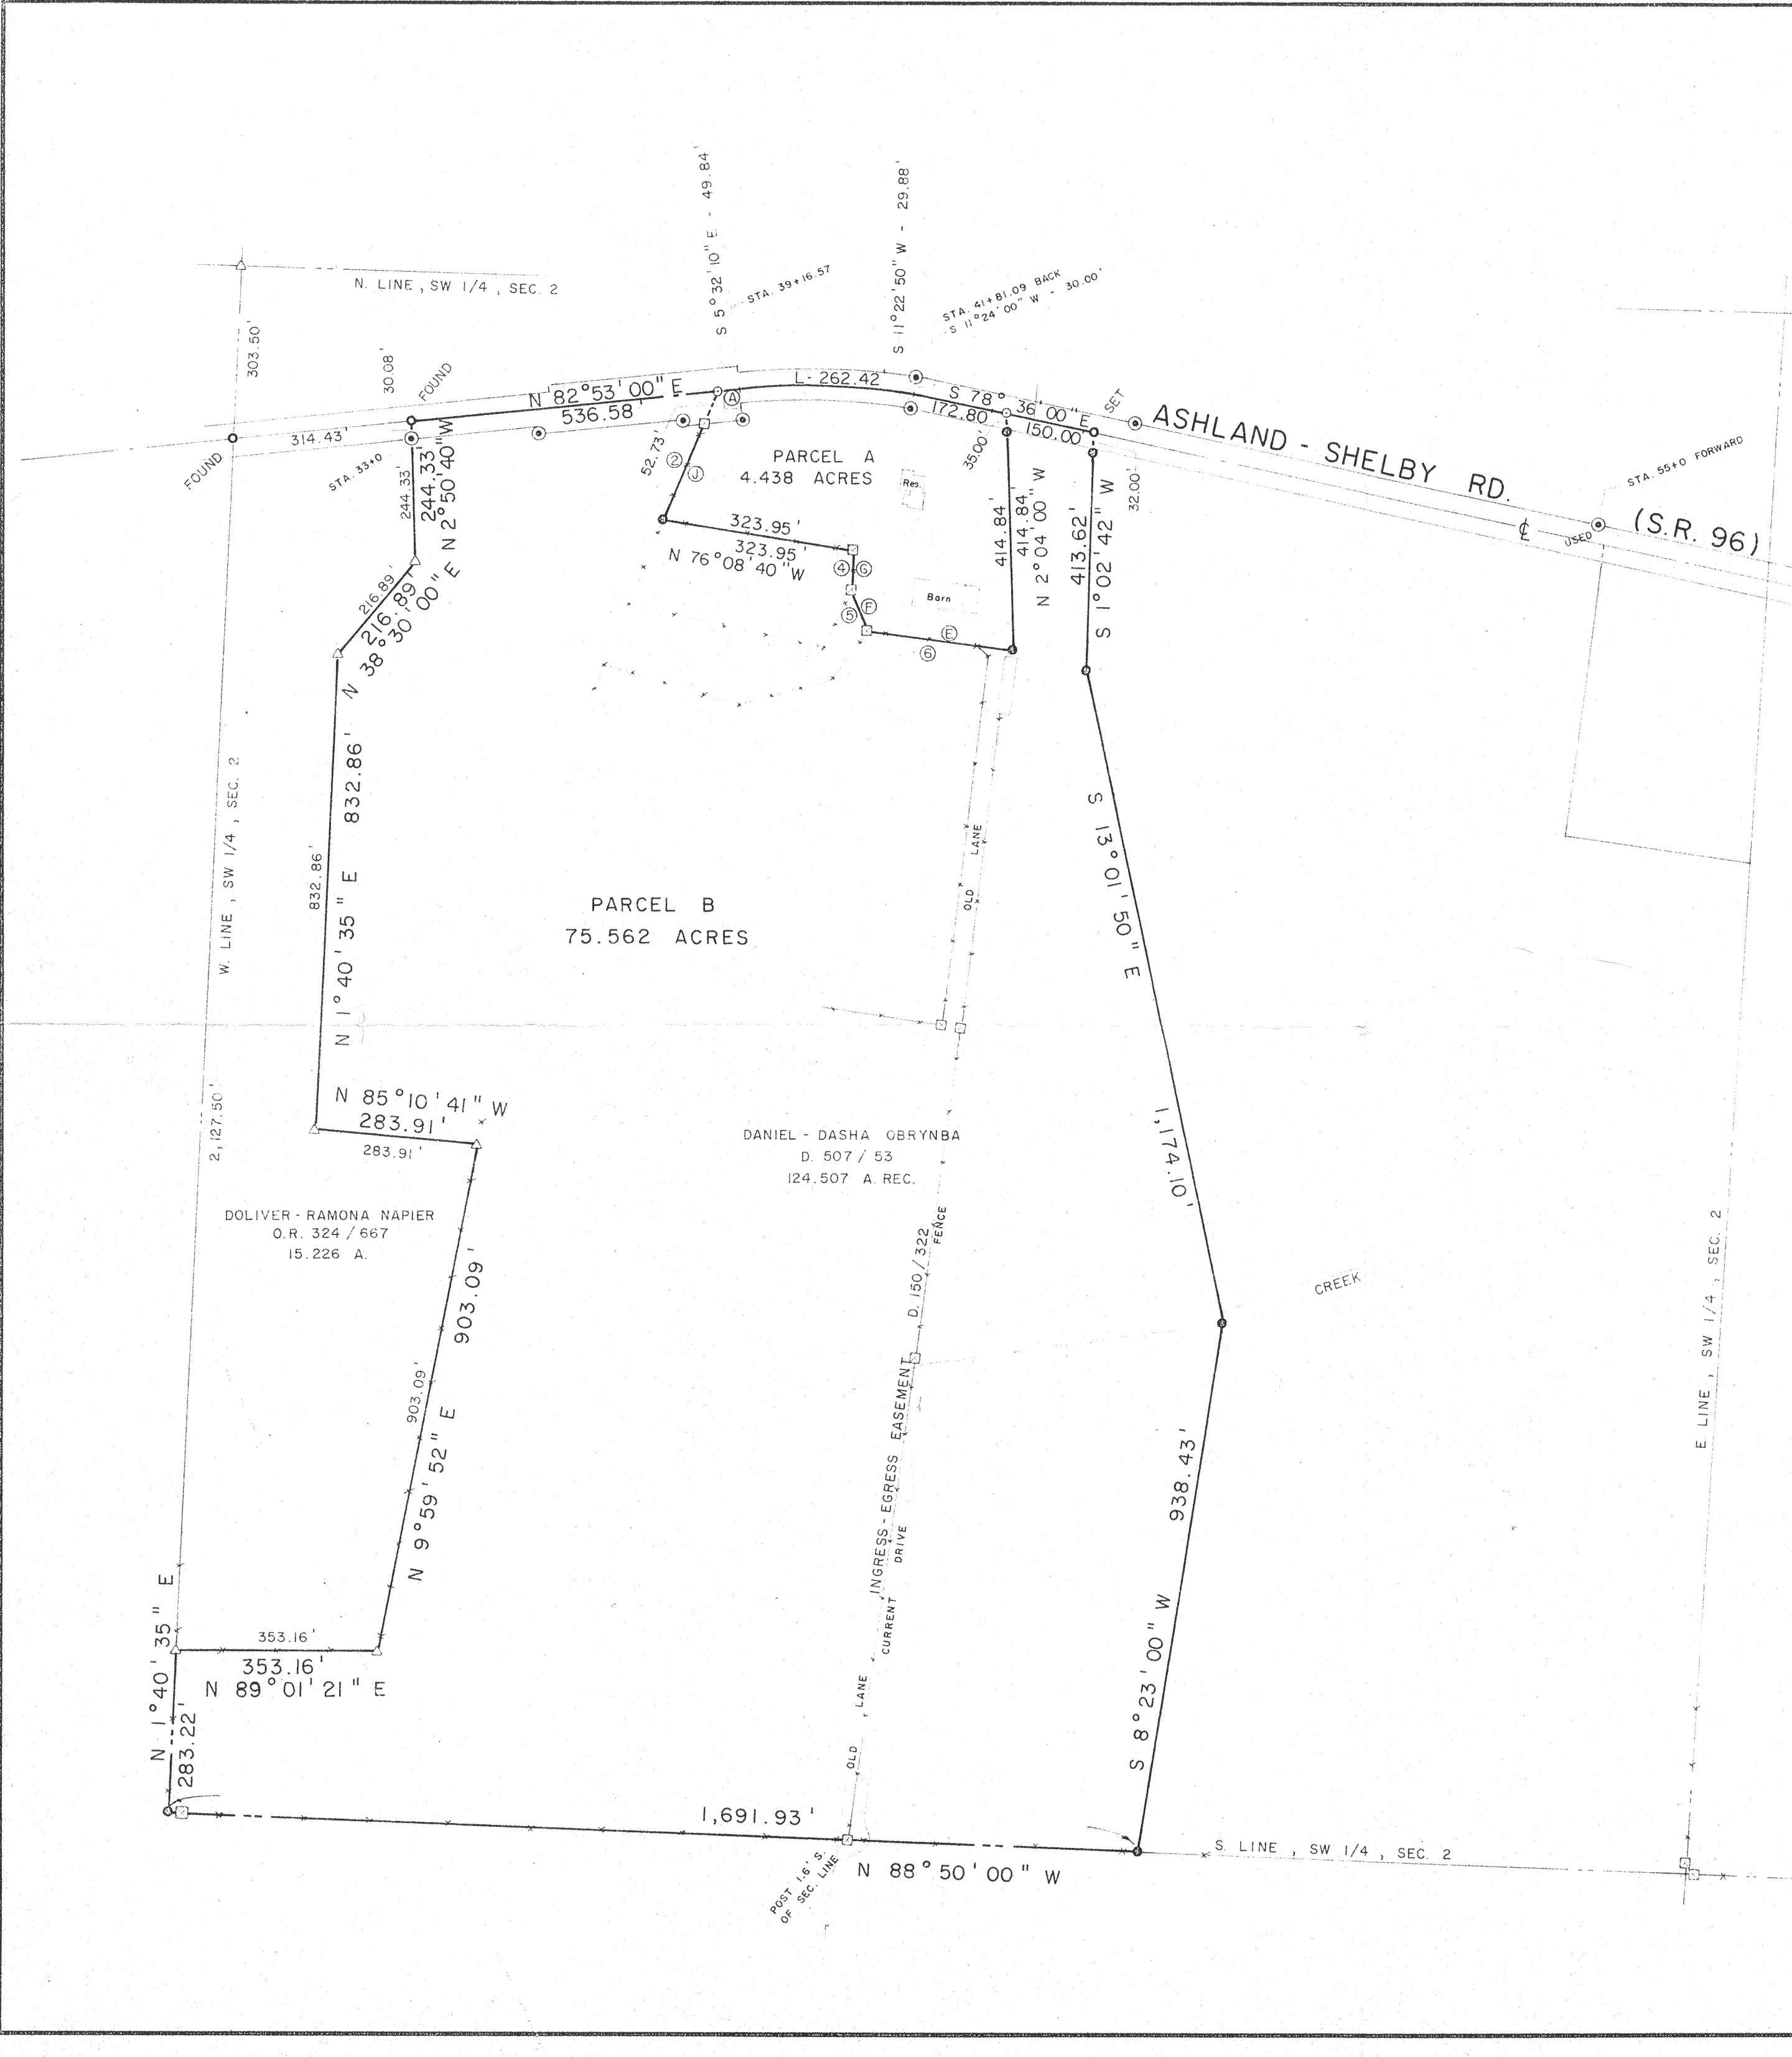 S 5°32'10" E - 49.84'
STA. 39+16.57
S 11°22'50" W - 29.88'
STA. 41+81.09 BACK
S 11°24'00" W - 30.00'
N. LINE , SW 1/4 , SEC. 2
303.50'
30.08'
FOUND
N 82°53'00" E
536.58'
L- 262.42'
S 78°36'00" E
172.80'
150.00'
SET
ASHLAND - SHELBY RD.
(S.R. 96)
STA. 55+0 FORWARD
USED
℄
314.43'
FOUND
STA. 33+0
244.33'
244.33'
N 2°50'40" W
52.73'
A
2
J
PARCEL A
4.438 ACRES
Res.
35.00'
32.00'
323.95'
323.95'
N 76°08'40" W
4
G
5
F
E
6
Barn
414.84'
414.84'
N 2°04'00" W
413.62'
S 1°02'42" W
216.89'
216.89'
N 38°30'00" E
W. LINE , SW 1/4 , SEC. 2
832.86'
N 1°40'35" E 832.86'
OLD LANE
S 13°01'50" E
1,174.10'
PARCEL B
75.562 ACRES
2,127.50'
N 85°10'41" W
283.91'
283.91'
DANIEL - DASHA OBRYNBA
D. 507 / 53
124.507 A. REC.
DOLIVER - RAMONA NAPIER
O.R. 324 / 667
15.226 A.
903.09'
903.09'
N 9°59'52" E
FENCE
INGRESS - EGRESS EASEMENT D. 150 / 322
CURRENT DRIVE
OLD LANE
CREEK
E LINE , SW 1/4 , SEC. 2
938.43'
S 8°23'00" W
353.16'
353.16'
N 89°01'21" E
N 1°40'35" E
283.22'
1,691.93'
N 88°50'00" W
S. LINE , SW 1/4 , SEC. 2
POST 1.6' S.
OF SEC. LINE